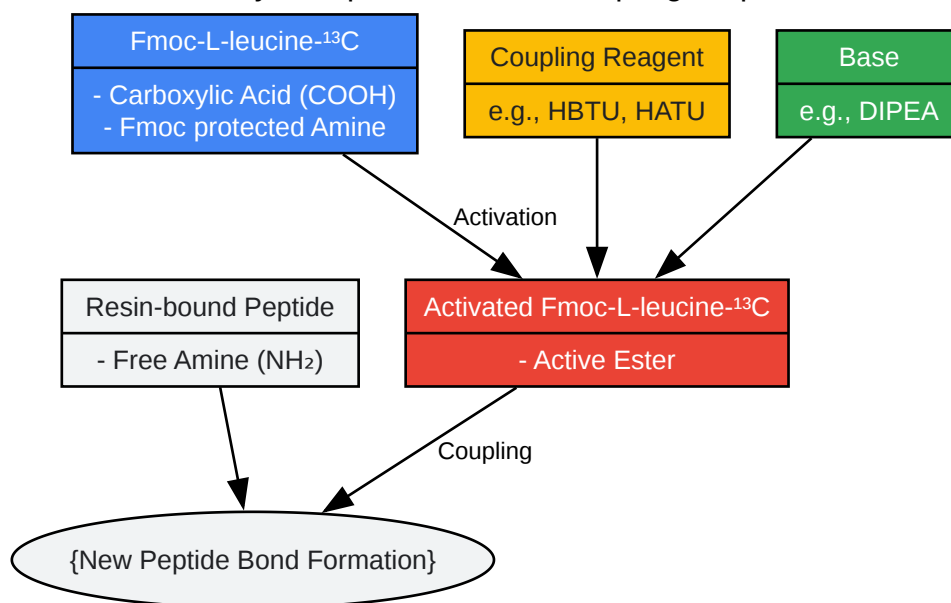 Fmoc-L-leucine-¹³C
- Carboxylic Acid (COOH)
- Fmoc protected Amine
Coupling Reagent
e.g., HBTU, HATU
Base
e.g., DIPEA
Activation
Resin-bound Peptide
- Free Amine (NH₂)
Activated Fmoc-L-leucine-¹³C
- Active Ester
Coupling
{New Peptide Bond Formation}